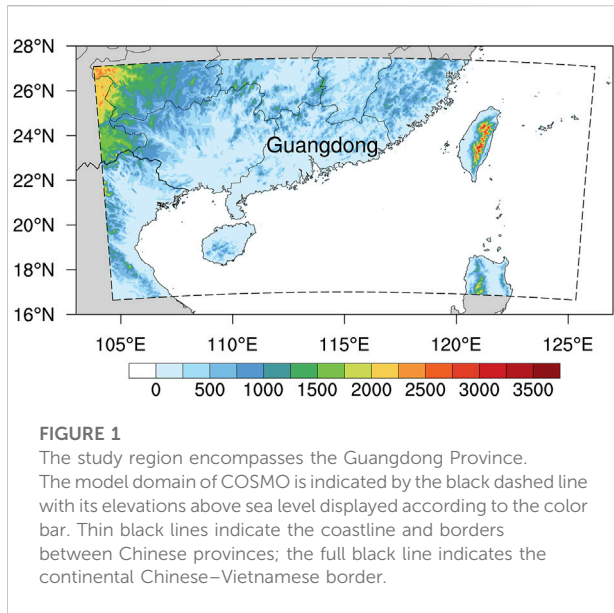 28°N
26°N
24°N
22°N
20°N
18°N
16°N
Guangdong
105°E 110°E 115°E 120°E 125°E
0 500 1000 1500 2000 2500 3000 3500
FIGURE 1
The study region encompasses the Guangdong Province.
The model domain of COSMO is indicated by the black dashed line
with its elevations above sea level displayed according to the color
bar. Thin black lines indicate the coastline and borders
between Chinese provinces; the full black line indicates the
continental Chinese–Vietnamese border.